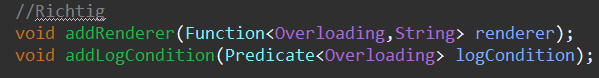 //Richtig
void addRenderer(Function<Overloading,String> renderer);
void addLogCondition(Predicate<Overloading> logCondition);